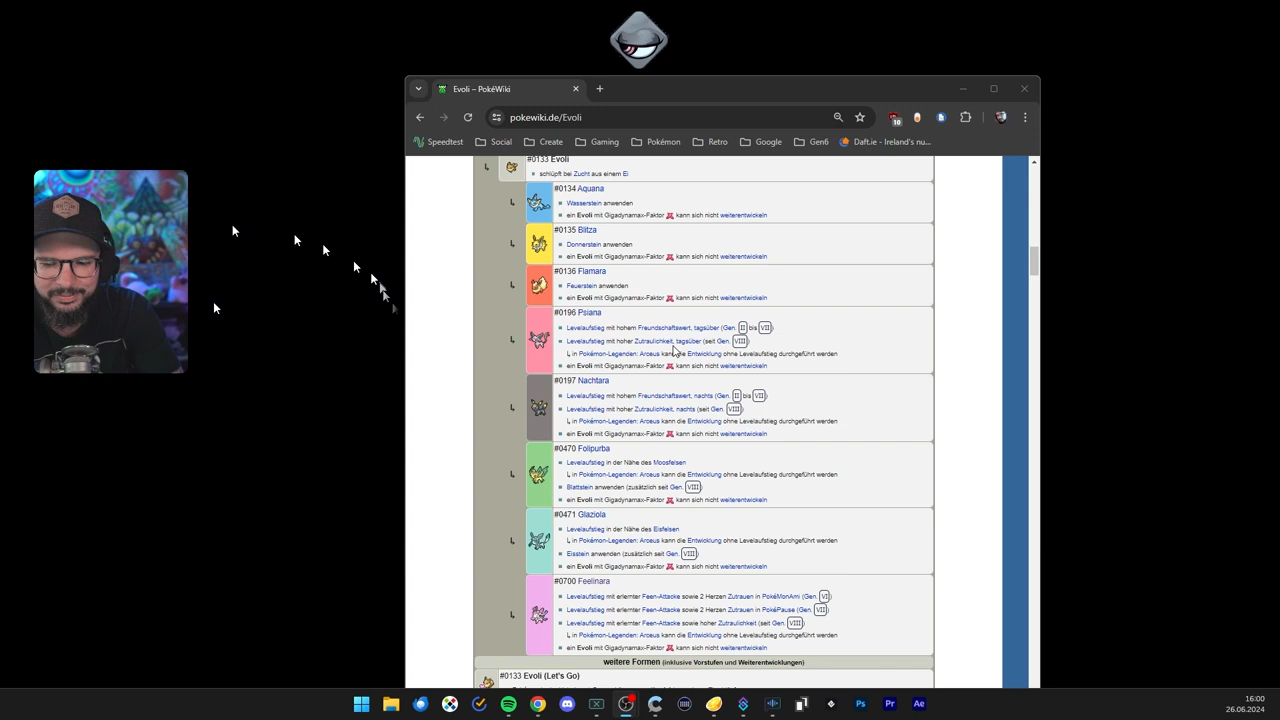 Evoli – PokéWiki
pokewiki.de/Evoli
10
Speedtest Social Create Gaming Pokémon Retro Google Gen6 Daft.ie - Ireland's nu...
#0133 Evoli
schlüpft bei Zucht aus einem Ei
#0134 Aquana
Wasserstein anwenden
ein Evoli mit Gigadynamax-Faktor kann sich nicht weiterentwickeln
#0135 Blitza
Donnerstein anwenden
ein Evoli mit Gigadynamax-Faktor kann sich nicht weiterentwickeln
#0136 Flamara
Feuerstein anwenden
ein Evoli mit Gigadynamax-Faktor kann sich nicht weiterentwickeln
#0196 Psiana
Levelaufstieg mit hohem Freundschaftswert, tagsüber (Gen. II bis VII)
Levelaufstieg mit hoher Zutraulichkeit, tagsüber (seit Gen. VIII)
↳ in Pokémon-Legenden: Arceus kann die Entwicklung ohne Levelaufstieg durchgeführt werden
ein Evoli mit Gigadynamax-Faktor kann sich nicht weiterentwickeln
#0197 Nachtara
Levelaufstieg mit hohem Freundschaftswert, nachts (Gen. II bis VII)
Levelaufstieg mit hoher Zutraulichkeit, nachts (seit Gen. VIII)
↳ in Pokémon-Legenden: Arceus kann die Entwicklung ohne Levelaufstieg durchgeführt werden
ein Evoli mit Gigadynamax-Faktor kann sich nicht weiterentwickeln
#0470 Folipurba
Levelaufstieg in der Nähe des Moosfelsen
↳ in Pokémon-Legenden: Arceus kann die Entwicklung ohne Levelaufstieg durchgeführt werden
Blattstein anwenden (zusätzlich seit Gen. VIII)
ein Evoli mit Gigadynamax-Faktor kann sich nicht weiterentwickeln
#0471 Glaziola
Levelaufstieg in der Nähe des Eisfelsen
↳ in Pokémon-Legenden: Arceus kann die Entwicklung ohne Levelaufstieg durchgeführt werden
Eisstein anwenden (zusätzlich seit Gen. VIII)
ein Evoli mit Gigadynamax-Faktor kann sich nicht weiterentwickeln
#0700 Feelinara
Levelaufstieg mit erlernter Feen-Attacke sowie 2 Herzen Zutrauen in PokéMonAmi (Gen. VI)
Levelaufstieg mit erlernter Feen-Attacke sowie 2 Herzen Zutrauen in PokéPause (Gen. VII)
Levelaufstieg mit erlernter Feen-Attacke sowie hoher Zutraulichkeit (seit Gen. VIII)
↳ in Pokémon-Legenden: Arceus kann die Entwicklung ohne Levelaufstieg durchgeführt werden
ein Evoli mit Gigadynamax-Faktor kann sich nicht weiterentwickeln
weitere Formen (inklusive Vorstufen und Weiterentwicklungen)
#0133 Evoli (Let's Go)
Ps Pr Ae
16:00
26.06.2024